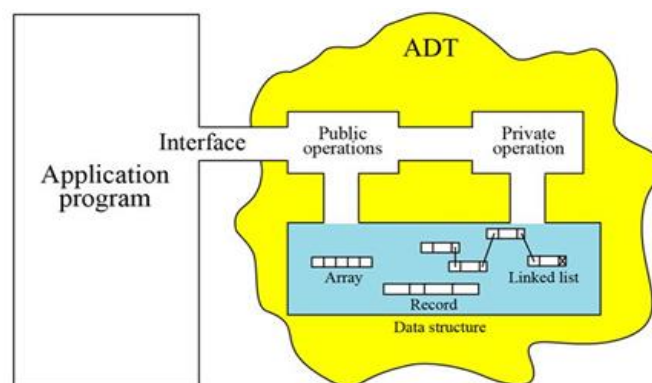 ADT
Interface
Public
operations
Private
operation
Application
program
Array
Record
Linked list
Data structure